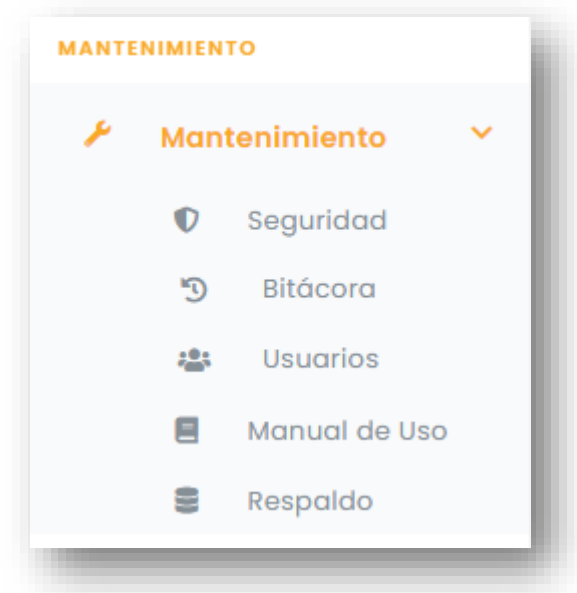 MANTENIMIENTO
Mantenimiento
Seguridad
Bitácora
Usuarios
Manual de Uso
Respaldo